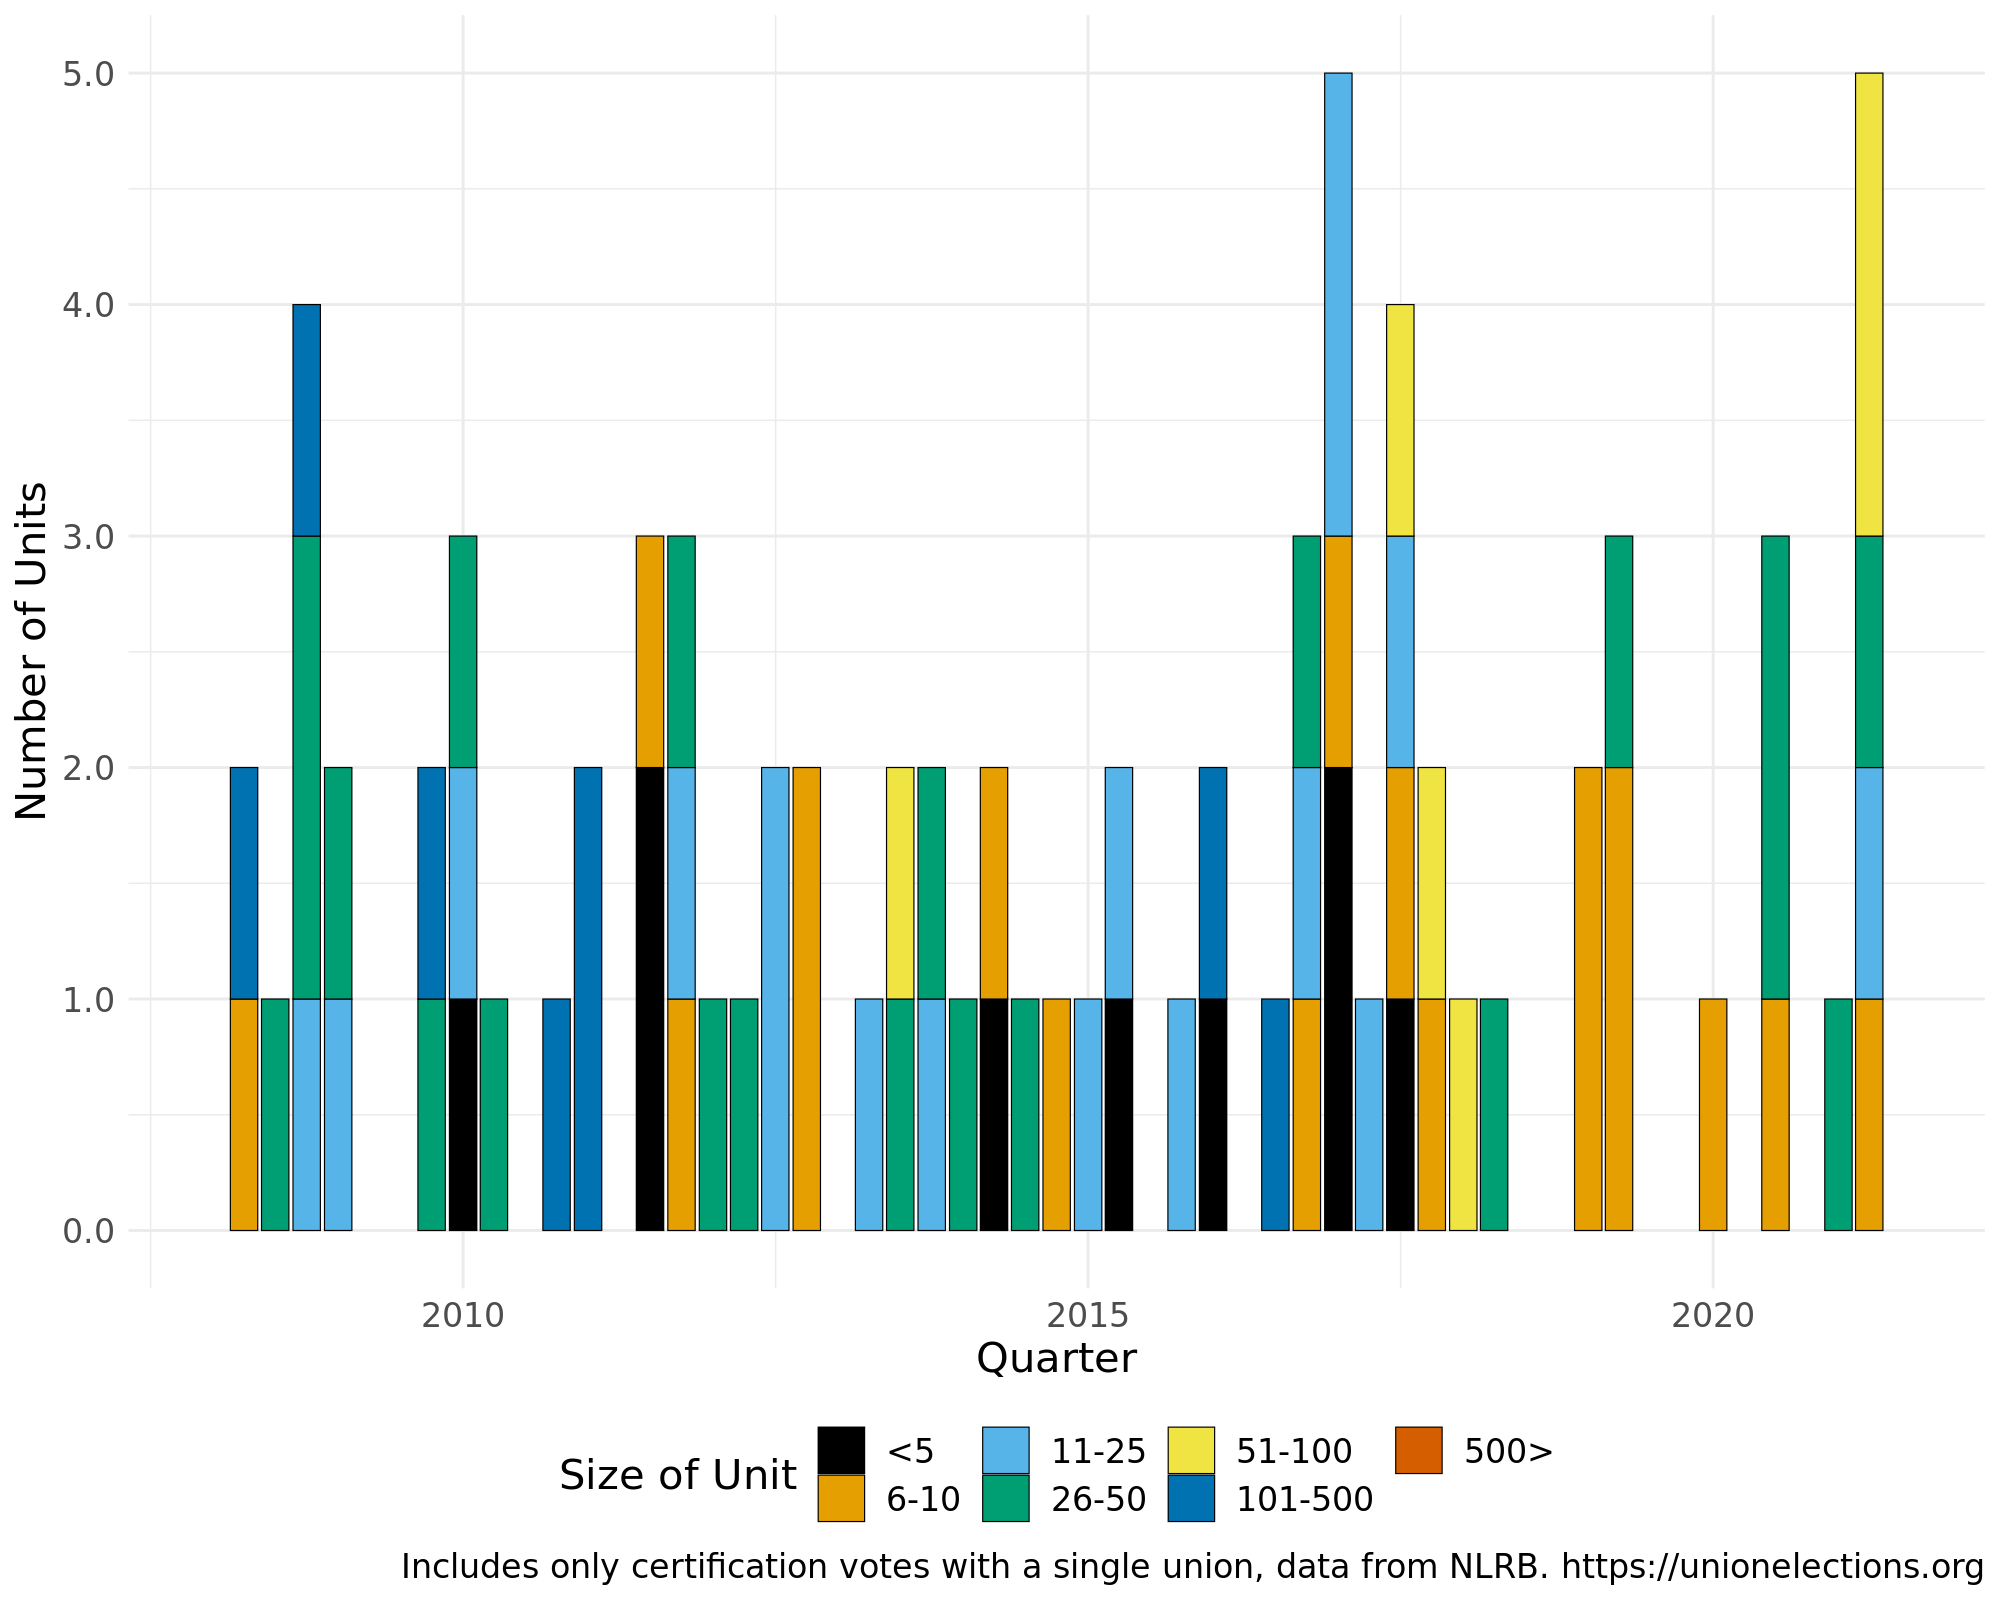 5.0
4.0
3.0
2.0
1.0
0.0
Number of Units
2010 2015 2020
Quarter
Size of Unit
<5 11-25 51-100 500>
6-10 26-50 101-500
Includes only certification votes with a single union, data from NLRB. https://unionelections.org